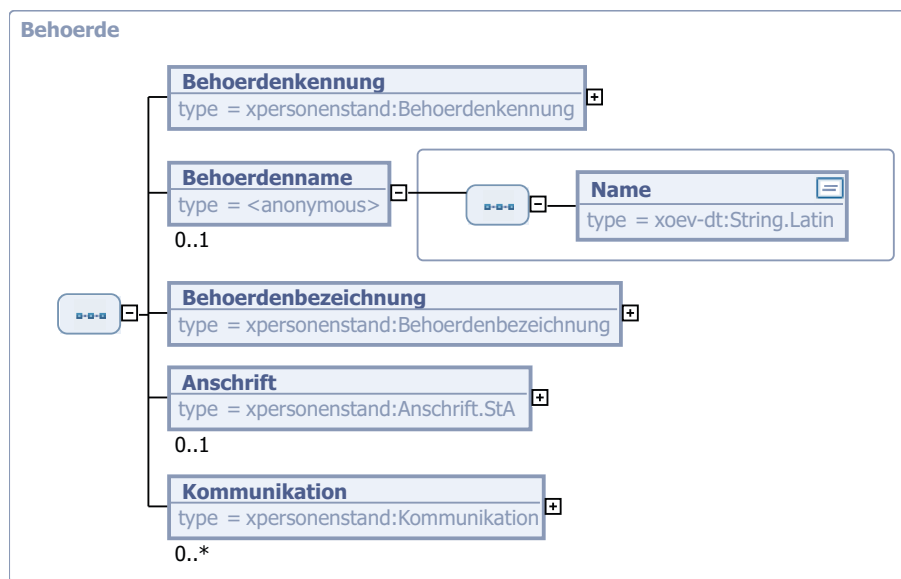 Behoerde
Behoerdenkennung
type = xpersonenstand:Behoerdenkennung
Behoerdenname
type = <anonymous>
0..1
Name
type = xoev-dt:String.Latin
Behoerdenbezeichnung
type = xpersonenstand:Behoerdenbezeichnung
Anschrift
type = xpersonenstand:Anschrift.StA
0..1
Kommunikation
type = xpersonenstand:Kommunikation
0..*